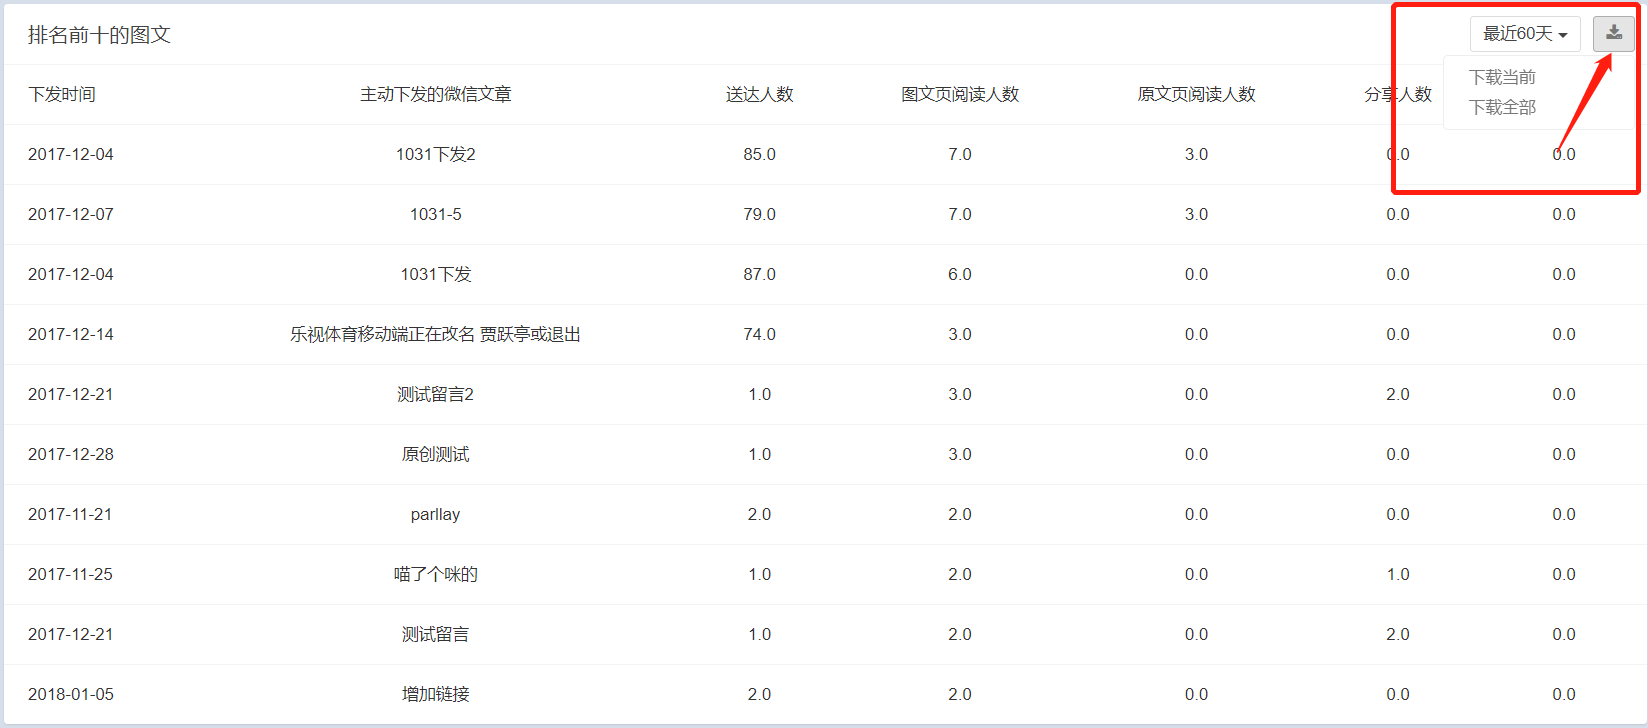 排名前十的图文 最近60天
下载当前
下载全部
下发时间 主动下发的微信文章 送达人数 图文页阅读人数 原文页阅读人数 分享人数
2017-12-04 1031下发2 85.0 7.0 3.0 0.0 0.0
2017-12-07 1031-5 79.0 7.0 3.0 0.0 0.0
2017-12-04 1031下发 87.0 6.0 0.0 0.0 0.0
2017-12-14 乐视体育移动端正在改名 贾跃亭或退出 74.0 3.0 0.0 0.0 0.0
2017-12-21 测试留言2 1.0 3.0 0.0 2.0 0.0
2017-12-28 原创测试 1.0 3.0 0.0 0.0 0.0
2017-11-21 parllay 2.0 2.0 0.0 0.0 0.0
2017-11-25 喵了个咪的 1.0 2.0 0.0 1.0 0.0
2017-12-21 测试留言 1.0 2.0 0.0 2.0 0.0
2018-01-05 增加链接 2.0 2.0 0.0 0.0 0.0